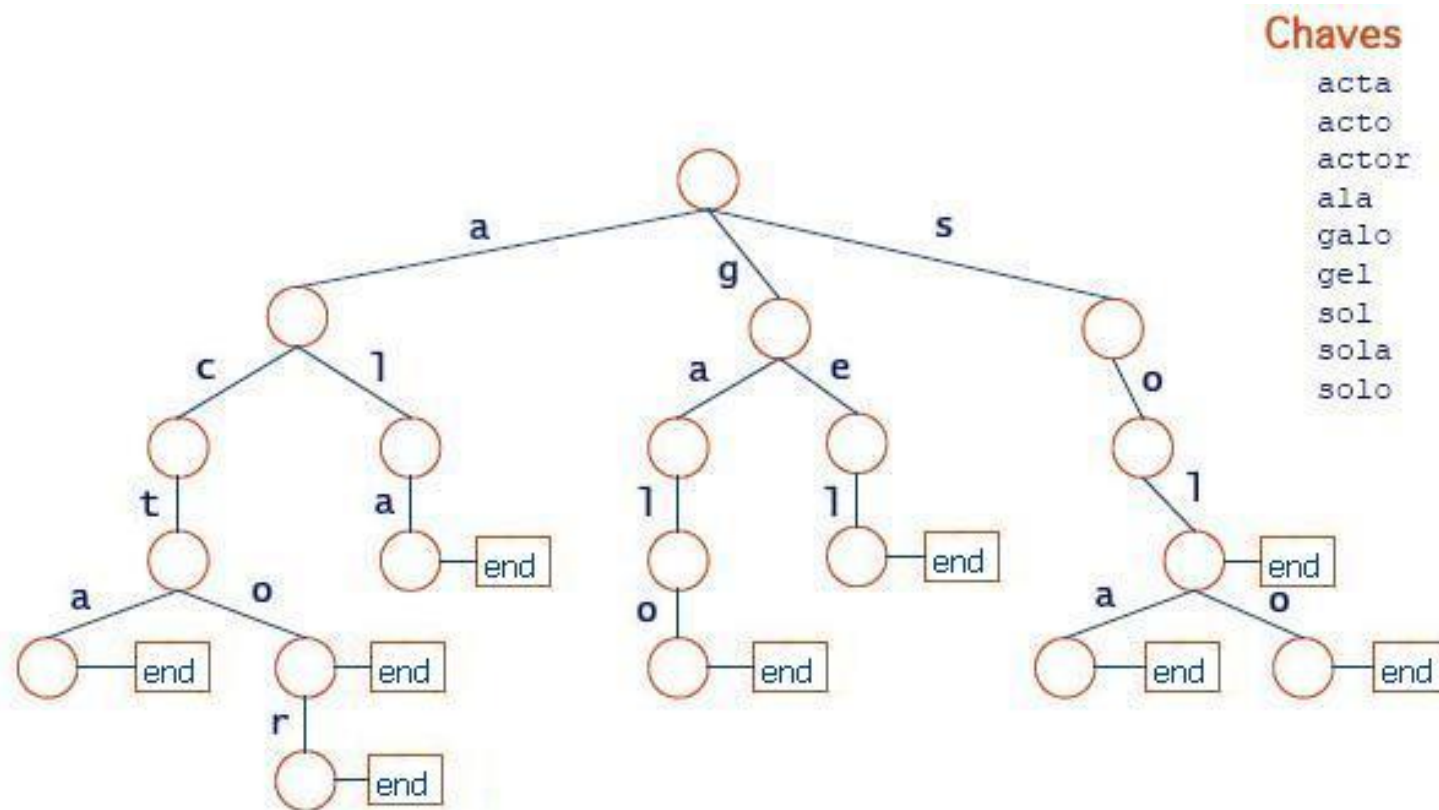 Chaves
acta
acto
actor
ala
galo
gel
sol
sola
solo
a
s
g
c
l
a
e
o
t
a
l
l
l
end
end
end
a
o
o
a
o
end
end
end
end
end
r
end